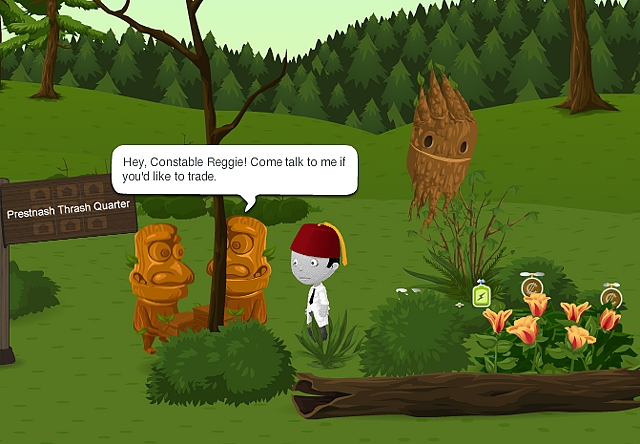 Hey, Constable Reggie! Come talk to me if
you'd like to trade.
Prestnash Thrash Quarter